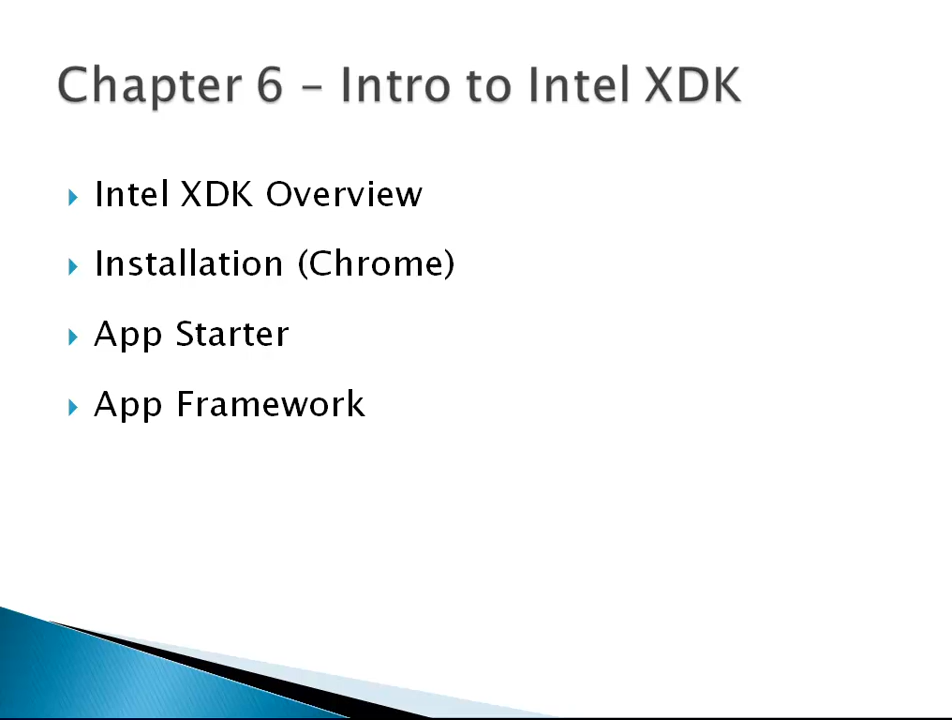 Chapter 6 – Intro to Intel XDK
Intel XDK Overview
Installation (Chrome)
App Starter
App Framework